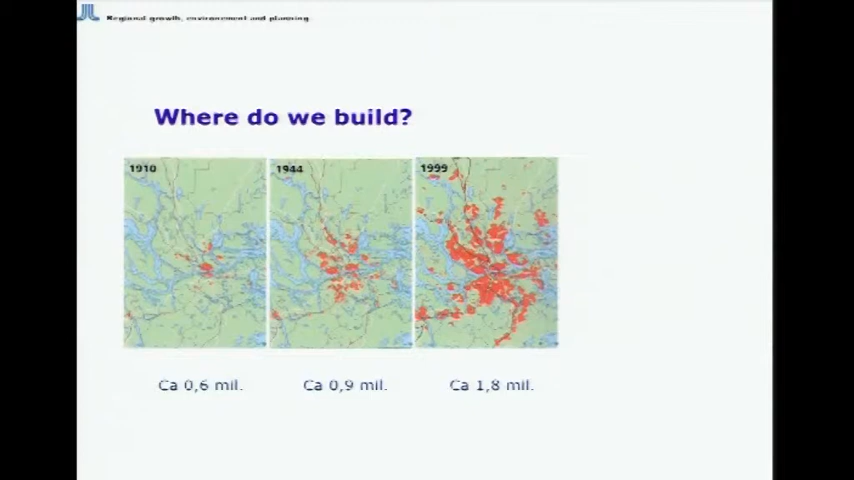 Regional growth, environment and planning
Where do we build?
1910 1944 1999
Ca 0,6 mil. Ca 0,9 mil. Ca 1,8 mil.